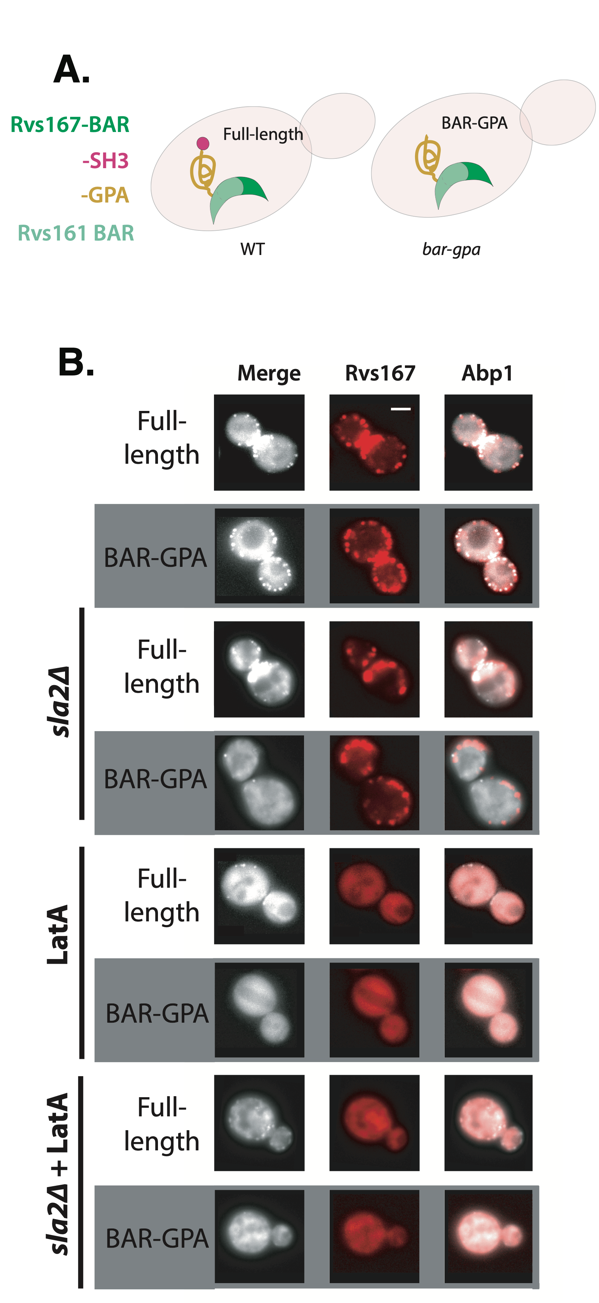 A.
Rvs167-BAR
-SH3
-GPA
Rvs161 BAR
Full-length
BAR-GPA
WT
bar-gpa
B.
Merge Rvs167 Abp1
Full-
length
BAR-GPA
sla2Δ
Full-
length
BAR-GPA
LatA
Full-
length
BAR-GPA
sla2Δ + LatA
Full-
length
BAR-GPA